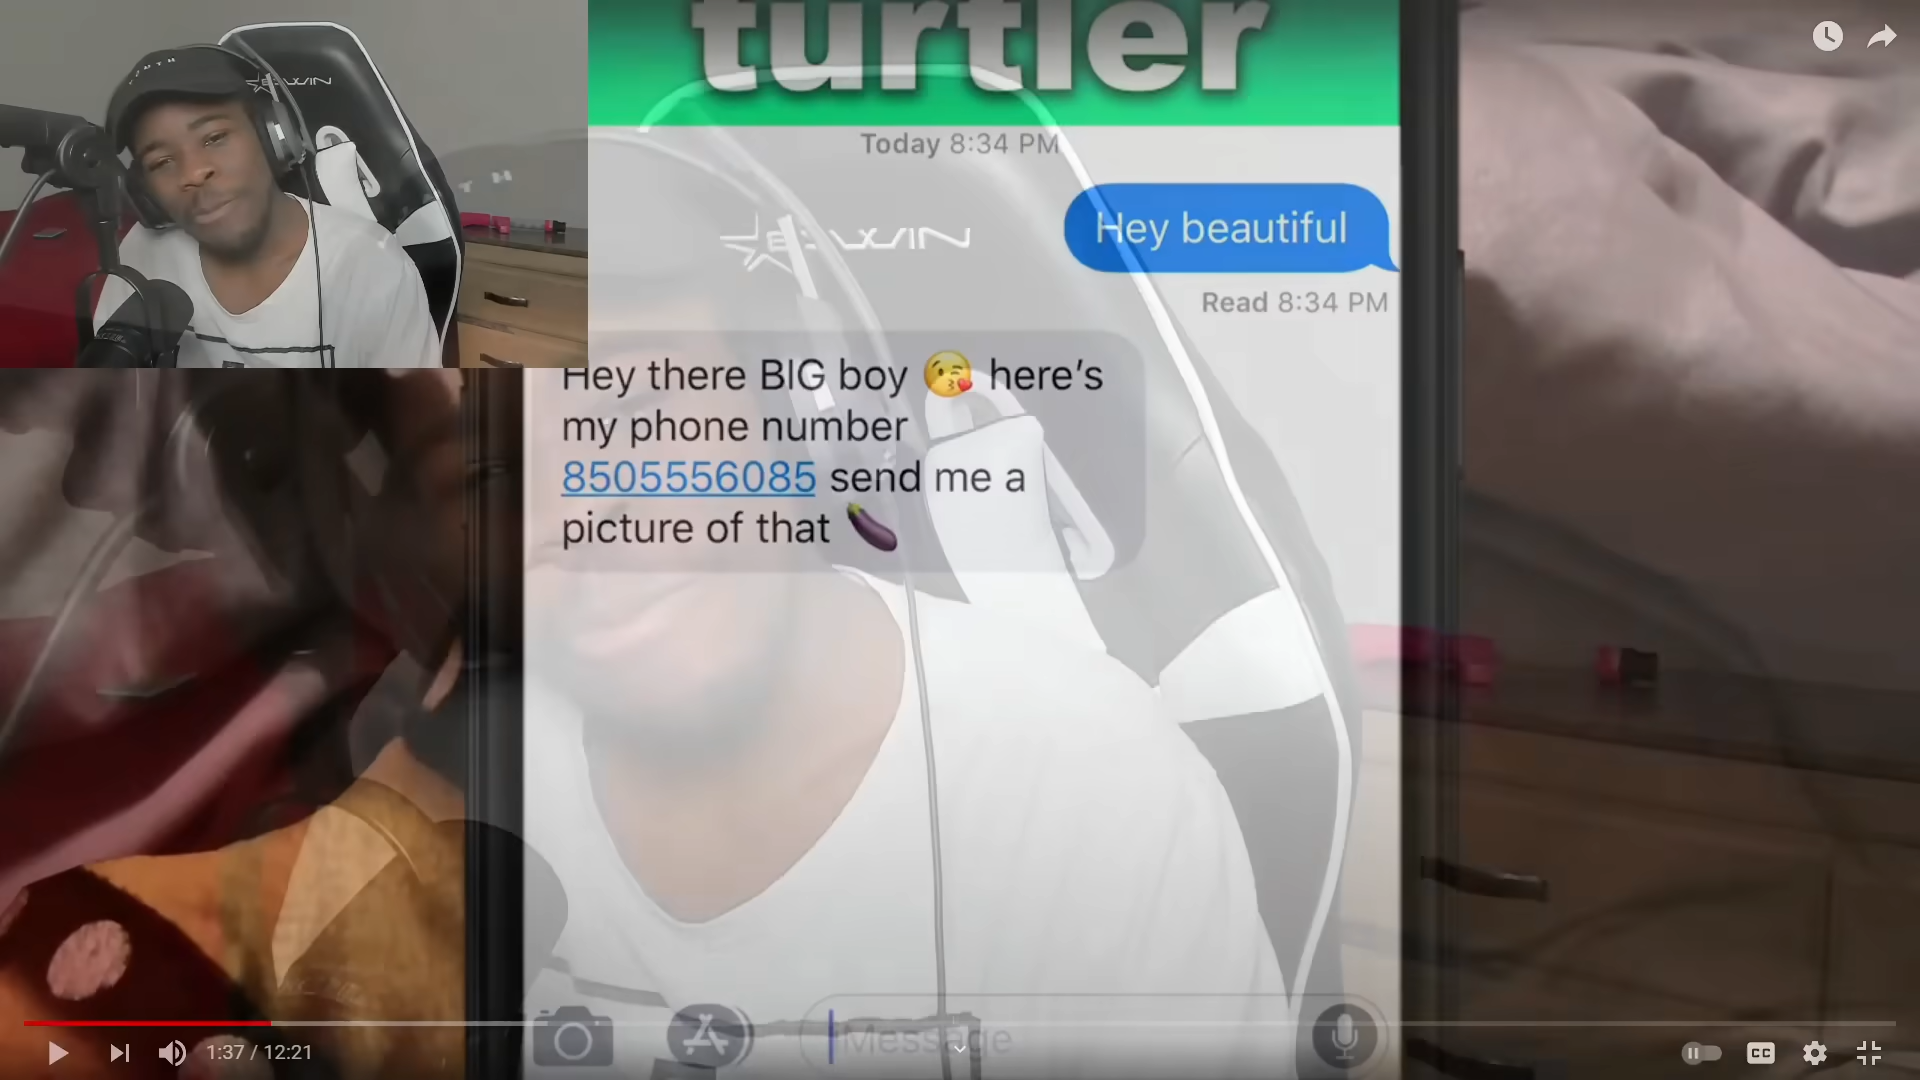 turtler
Today 8:34 PM
Hey beautiful
Read 8:34 PM
Hey there BIG boy 😘 here's
my phone number
8505556085 send me a
picture of that 🍆
Message
1:37 / 12:21
CC